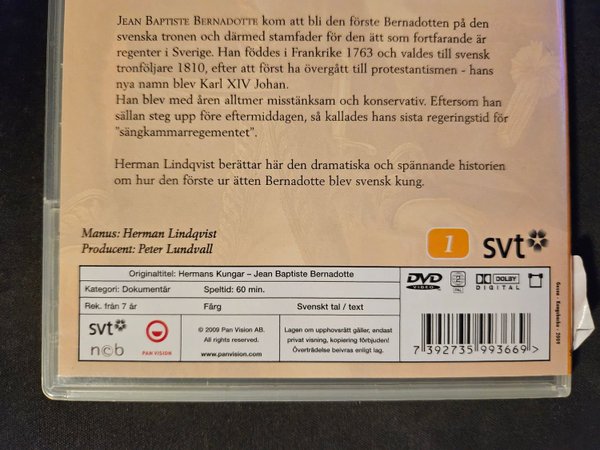 JEAN BAPTISTE BERNADOTTE kom att bli den förste Bernadotten på den
svenska tronen och därmed stamfader för den ätt som fortfarande är
regenter i Sverige. Han föddes i Frankrike 1763 och valdes till svensk
tronföljare 1810, efter att först ha övergått till protestantismen - hans
nya namn blev Karl XIV Johan.
Han blev med åren alltmer misstänksam och konservativ. Eftersom han
sällan steg upp före eftermiddagen, så kallades hans sista regeringstid för
"sängkammarregementet".
Herman Lindqvist berättar här den dramatiska och spännande historien
om hur den förste ur ätten Bernadotte blev svensk kung.
Manus: Herman Lindqvist
Producent: Peter Lundvall
1 svt
Originaltitel: Hermans Kungar – Jean Baptiste Bernadotte
Kategori: Dokumentär Speltid: 60 min.
Rek. från 7 år Färg Svenskt tal / text
svt
ncb PAN VISION
© 2009 Pan Vision AB.
All rights reserved.
www.panvision.com
Lagen om upphovsrätt gäller, endast
privat visning, kopiering förbjuden!
Överträdelse beivras enligt lag.
DVD VIDEO
PAL
DOLBY DIGITAL
7 392735 993669 >